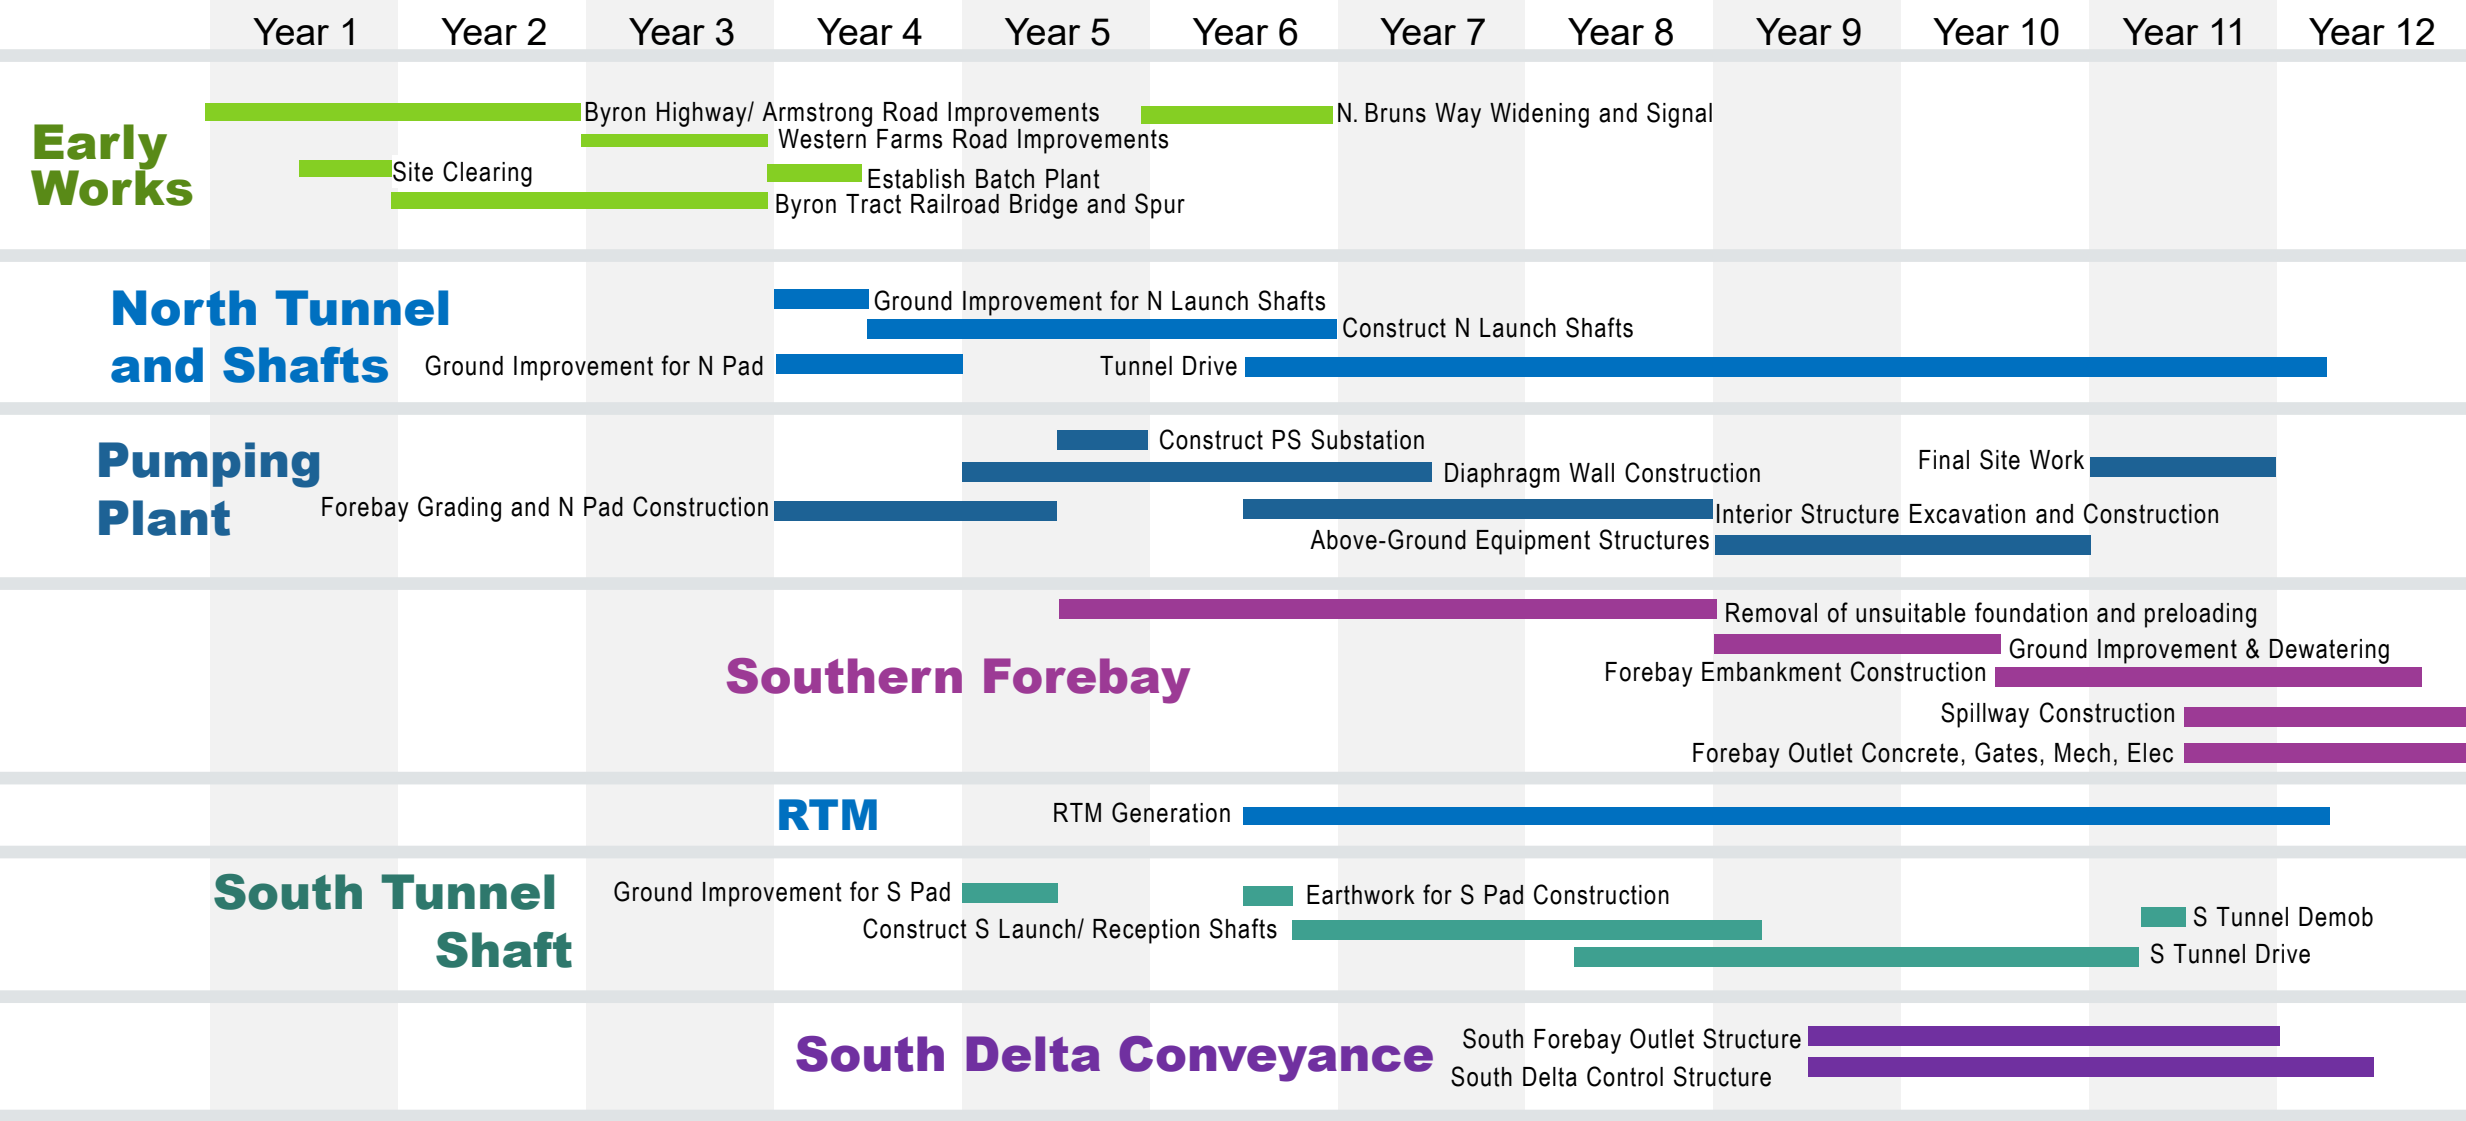 Year 1 Year 2 Year 3 Year 4 Year 5 Year 6 Year 7 Year 8 Year 9 Year 10 Year 11 Year 12
Early
Works
Byron Highway/ Armstrong Road Improvements
N. Bruns Way Widening and Signal
Western Farms Road Improvements
Site Clearing
Establish Batch Plant
Byron Tract Railroad Bridge and Spur
North Tunnel
and Shafts
Ground Improvement for N Launch Shafts
Construct N Launch Shafts
Ground Improvement for N Pad
Tunnel Drive
Pumping
Plant
Construct PS Substation
Final Site Work
Diaphragm Wall Construction
Forebay Grading and N Pad Construction
Interior Structure Excavation and Construction
Above-Ground Equipment Structures
Southern Forebay
Removal of unsuitable foundation and preloading
Ground Improvement & Dewatering
Forebay Embankment Construction
Spillway Construction
Forebay Outlet Concrete, Gates, Mech, Elec
RTM
RTM Generation
South Tunnel
Shaft
Ground Improvement for S Pad
Earthwork for S Pad Construction
S Tunnel Demob
Construct S Launch/ Reception Shafts
S Tunnel Drive
South Delta Conveyance
South Forebay Outlet Structure
South Delta Control Structure